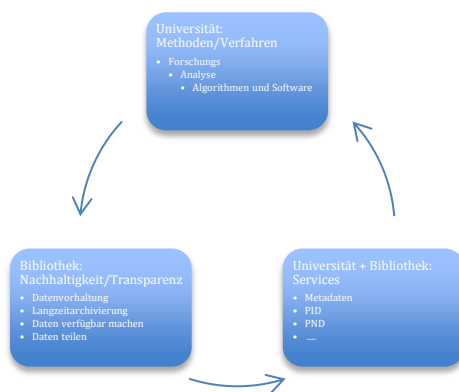 Universität:
Methoden/Verfahren
• Forschungs
• Analyse
• Algorithmen und Software
Bibliothek:
Nachhaltigkeit/Transparenz
• Datenvorhaltung
• Langzeitarchivierung
• Daten verfügbar machen
• Daten teilen
Universität + Bibliothek:
Services
• Metadaten
• PID
• PND
• ....